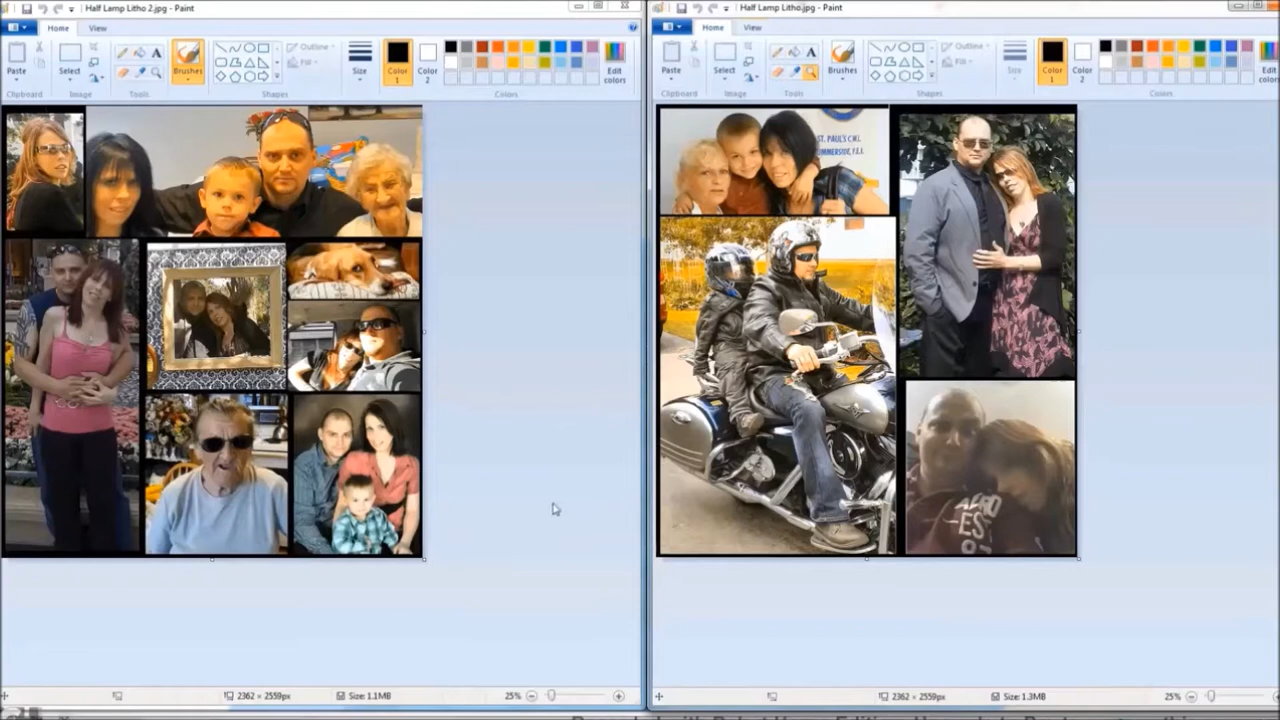 Half Lamp Litho 2.jpg - Paint
Home
View
Paste
Select
Brushes
Outline
Fill
Size
Color
1
Color
2
Edit
colors
Clipboard
Image
Tools
Shapes
Colors
2362 × 2559px
Size: 1.1MB
25%
Half Lamp Litho.jpg - Paint
Home
View
Paste
Select
Brushes
Outline
Fill
Size
Color
1
Color
2
Edit
colors
Clipboard
Image
Tools
Shapes
Colors
ST. PAUL'S C.W.L.
UMMERSIDE, P.E.I.
AERO
ES
2362 × 2559px
Size: 1.3MB
25%